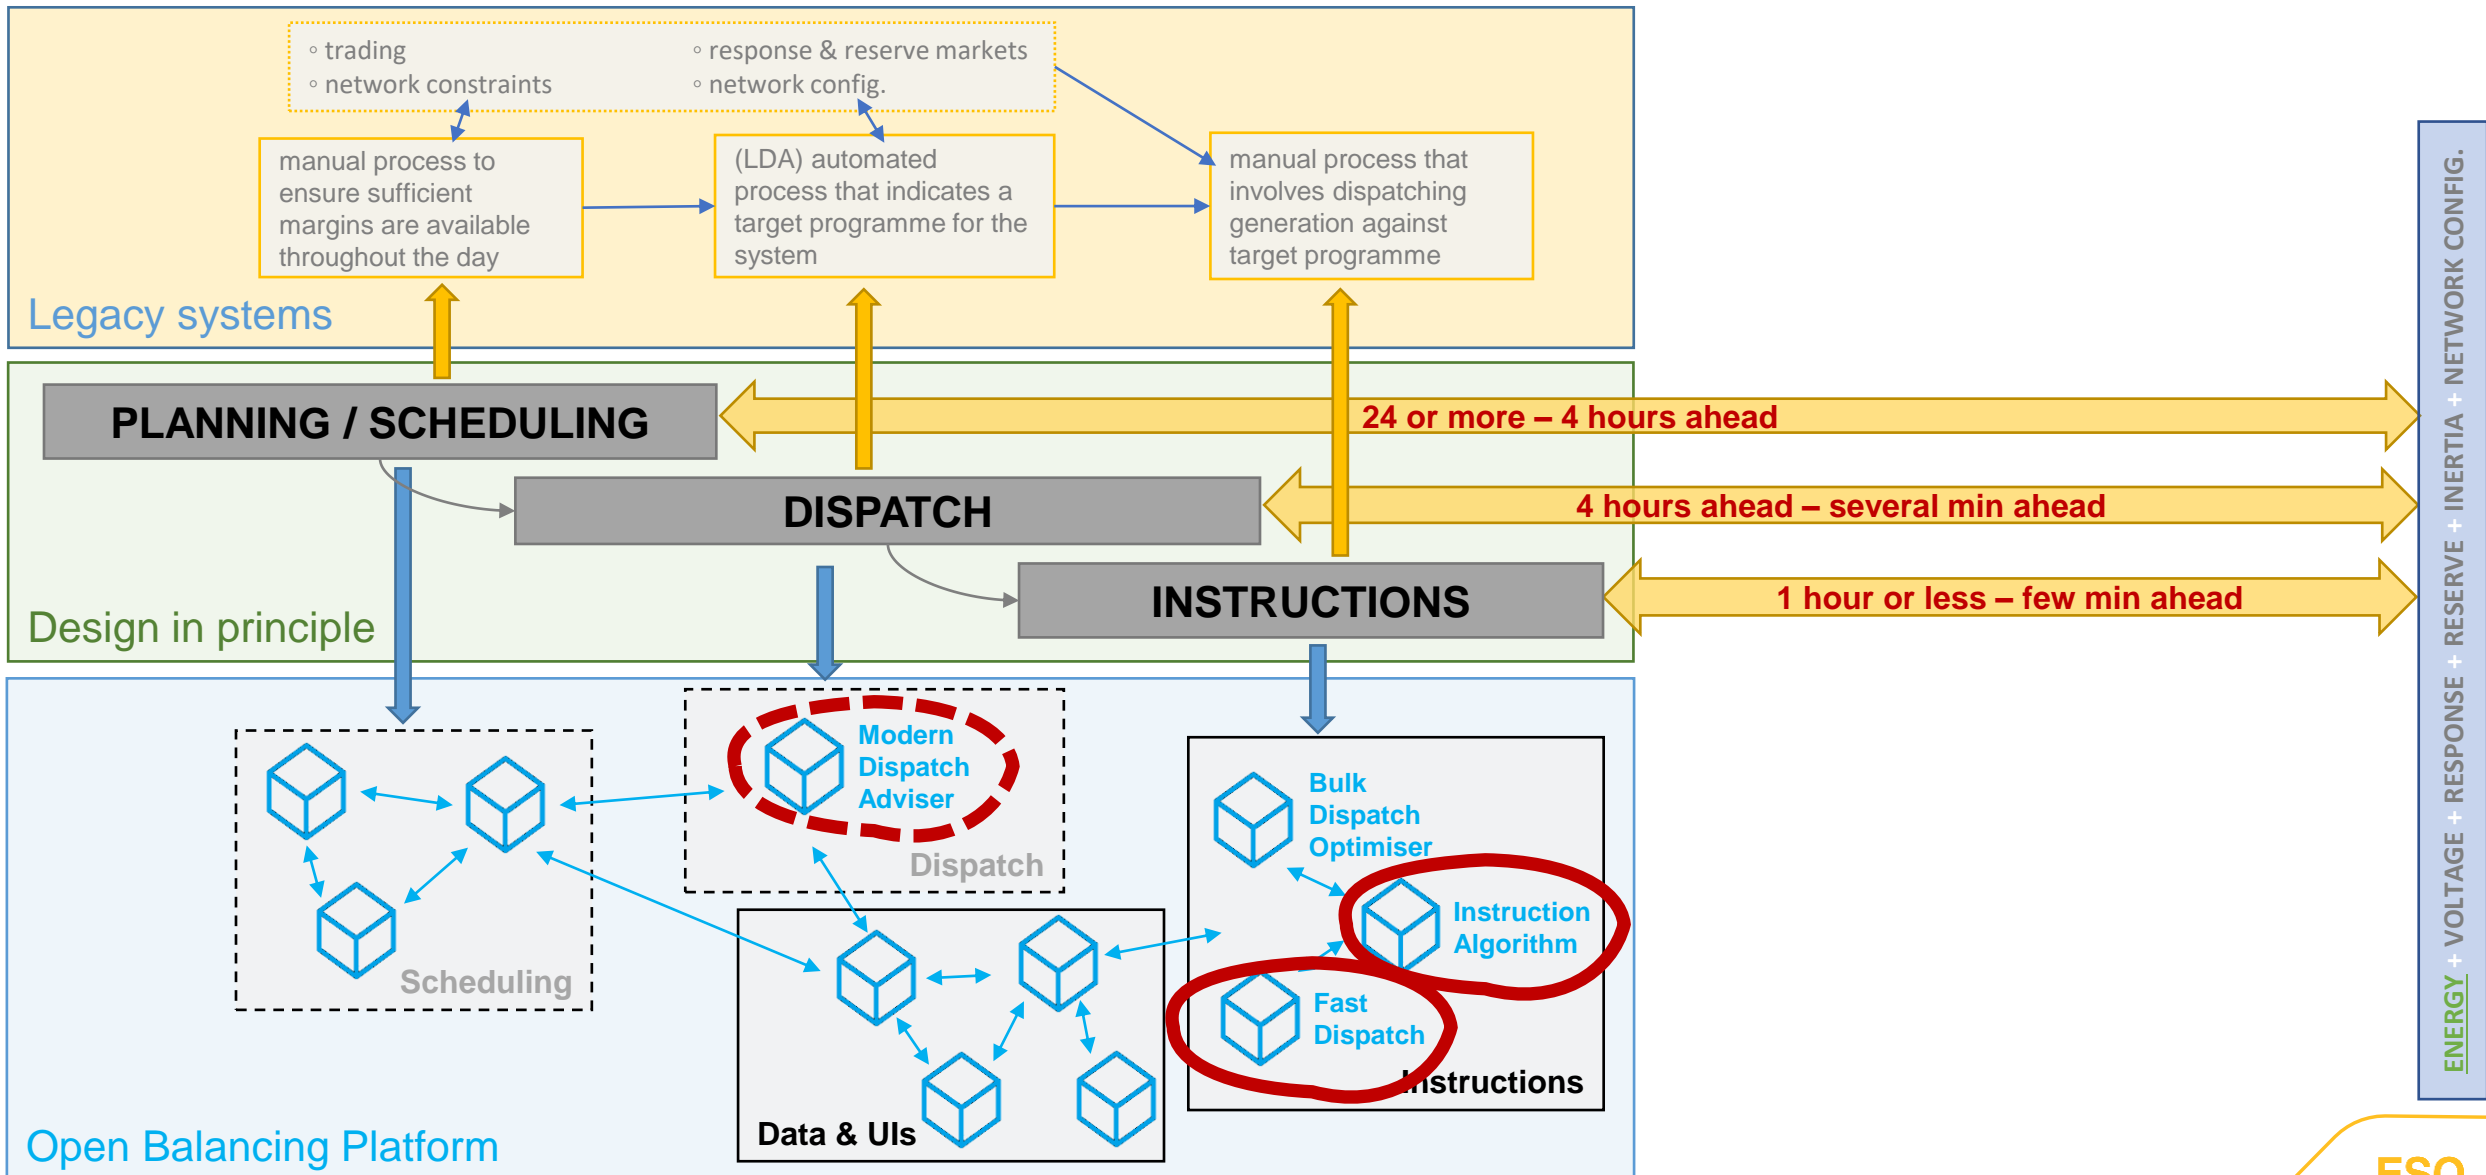 ◦ trading
◦ response & reserve markets
◦ network constraints
◦ network config.
manual process to
ensure sufficient
margins are available
throughout the day
(LDA) automated
process that indicates a
target programme for the
system
manual process that
involves dispatching
generation against
target programme
Legacy systems
PLANNING / SCHEDULING
24 or more – 4 hours ahead
DISPATCH
4 hours ahead – several min ahead
INSTRUCTIONS
1 hour or less – few min ahead
Design in principle
ENERGY + VOLTAGE + RESPONSE + RESERVE + INERTIA + NETWORK CONFIG.
Modern
Dispatch
Adviser
Dispatch
Scheduling
Bulk
Dispatch
Optimiser
Instruction
Algorithm
Fast
Dispatch
Instructions
Data & UIs
Open Balancing Platform
ESO